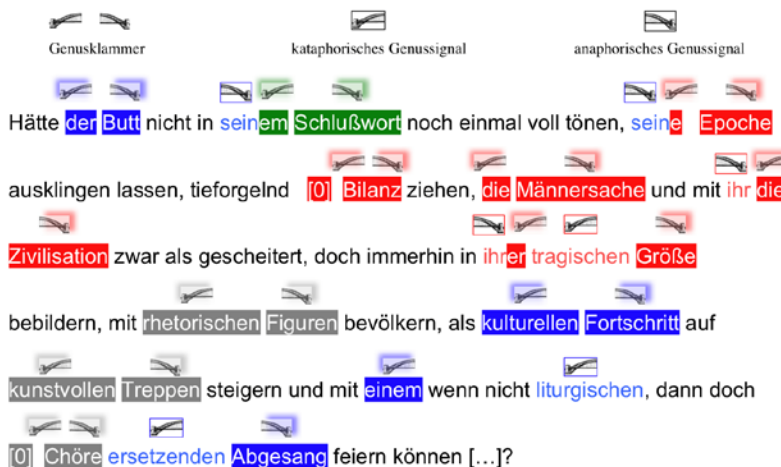 Genusklammer kataphorisches Genussignal anaphorisches Genussignal
Hätte der Butt nicht in seinem Schlußwort noch einmal voll tönen, seine Epoche
ausklingen lassen, tieforgelnd [0] Bilanz ziehen, die Männersache und mit ihr die
Zivilisation zwar als gescheitert, doch immerhin in ihrer tragischen Größe
bebildern, mit rhetorischen Figuren bevölkern, als kulturellen Fortschritt auf
kunstvollen Treppen steigern und mit einem wenn nicht liturgischen, dann doch
[0] Chöre ersetzenden Abgesang feiern können [...]?